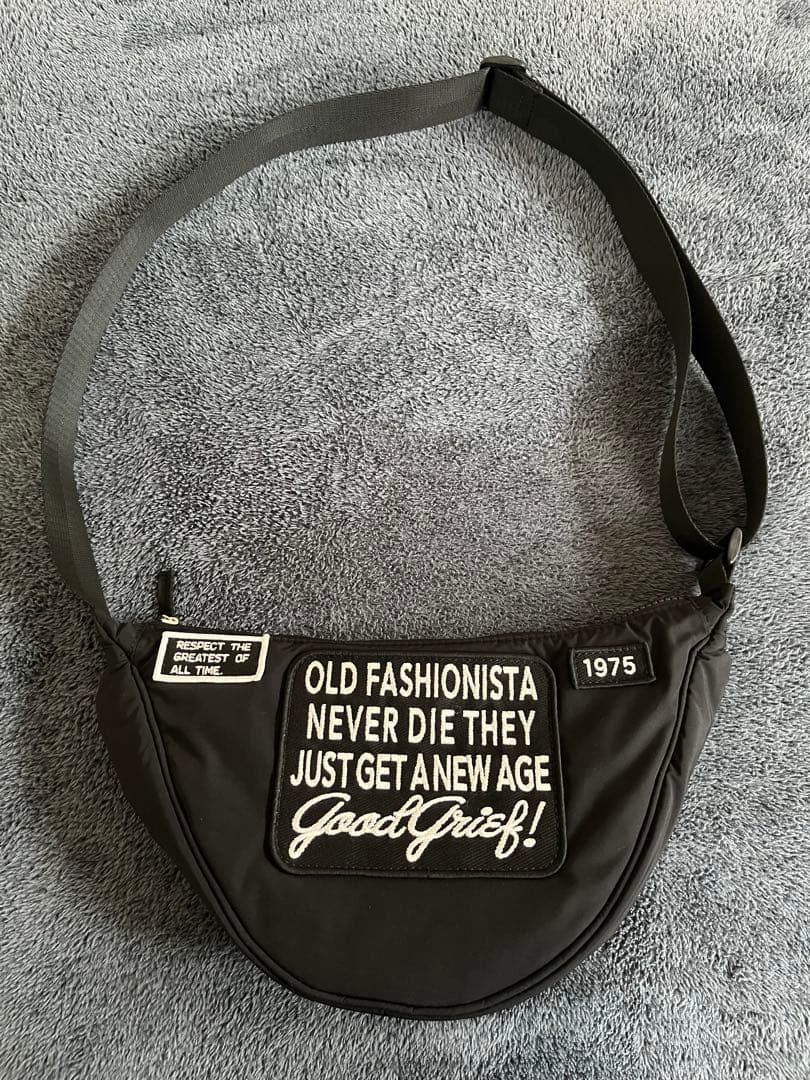 RESPECT THE
GREATEST OF
ALL TIME.
OLD FASHIONISTA
NEVER DIE THEY
JUST GET A NEW AGE
Good Grief!
1975